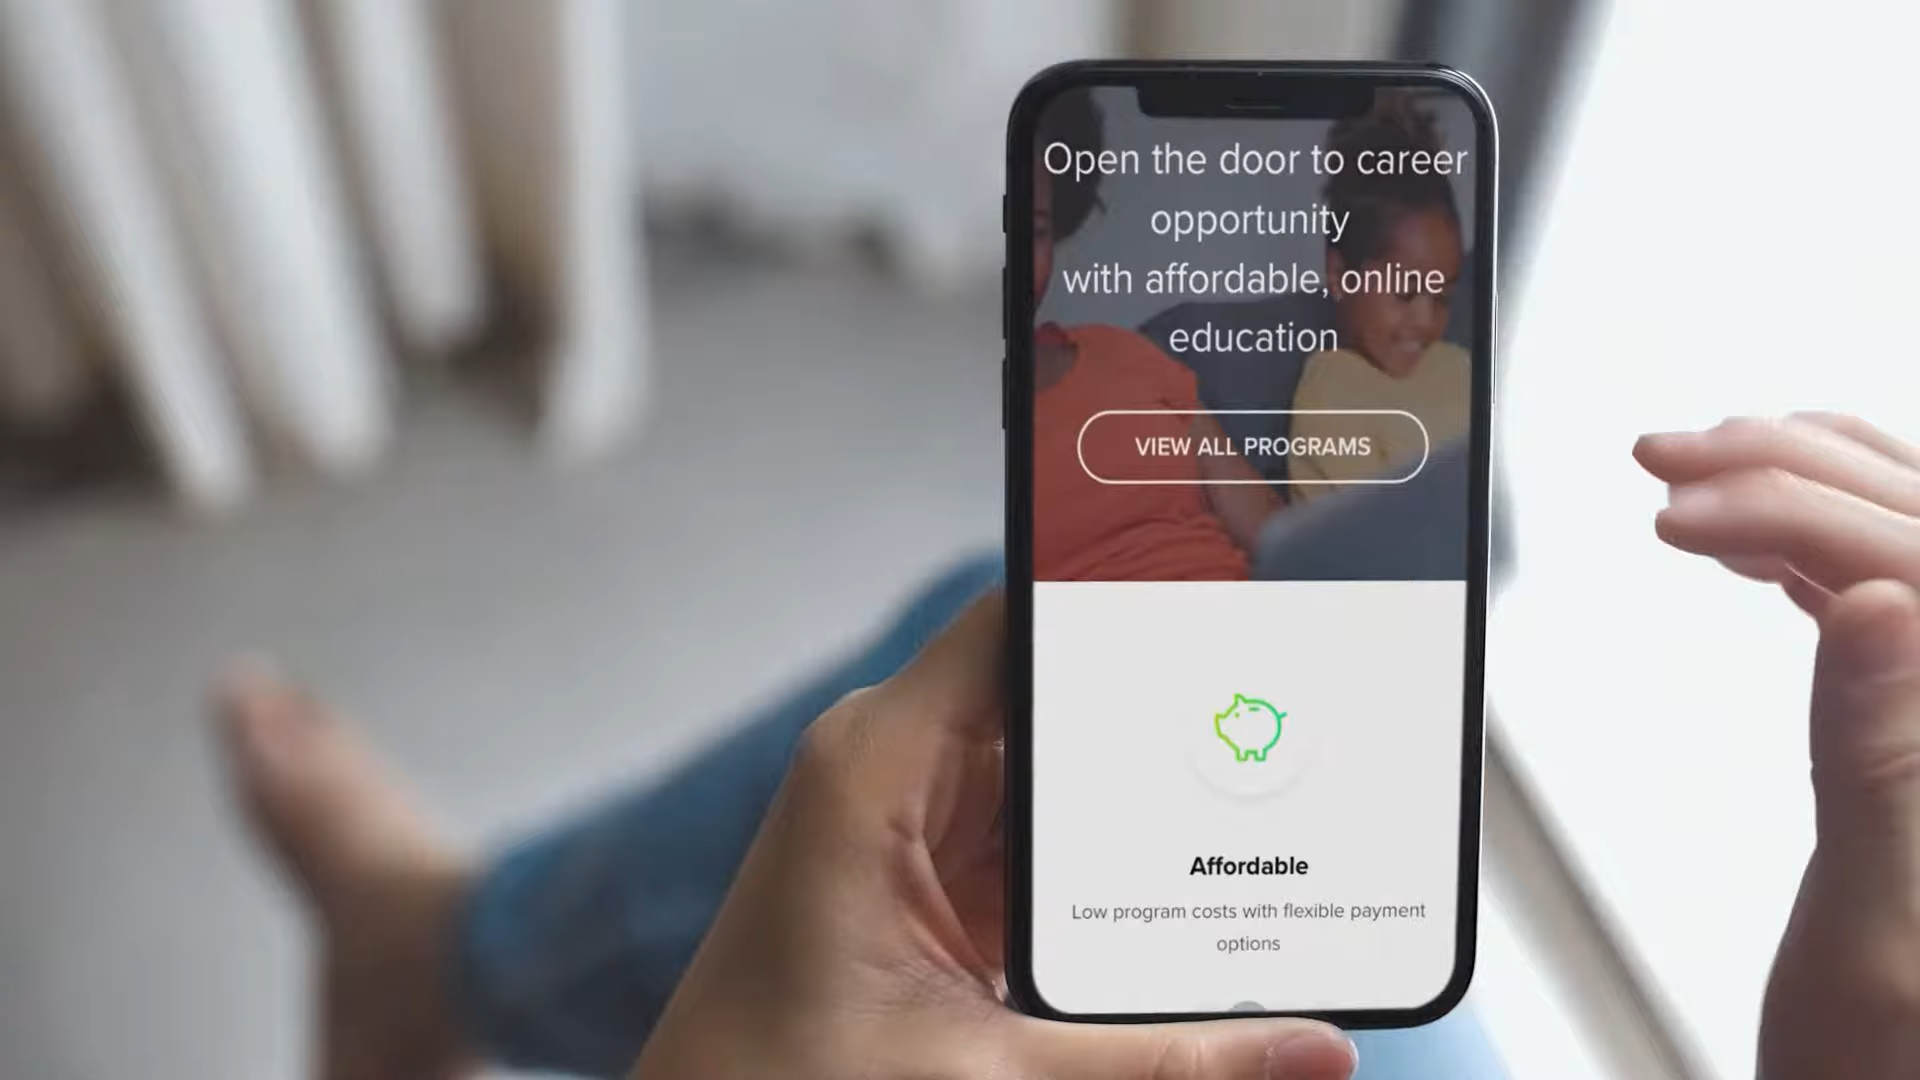 Open the door to career
opportunity
with affordable, online
education
VIEW ALL PROGRAMS
Affordable
Low program costs with flexible payment
options